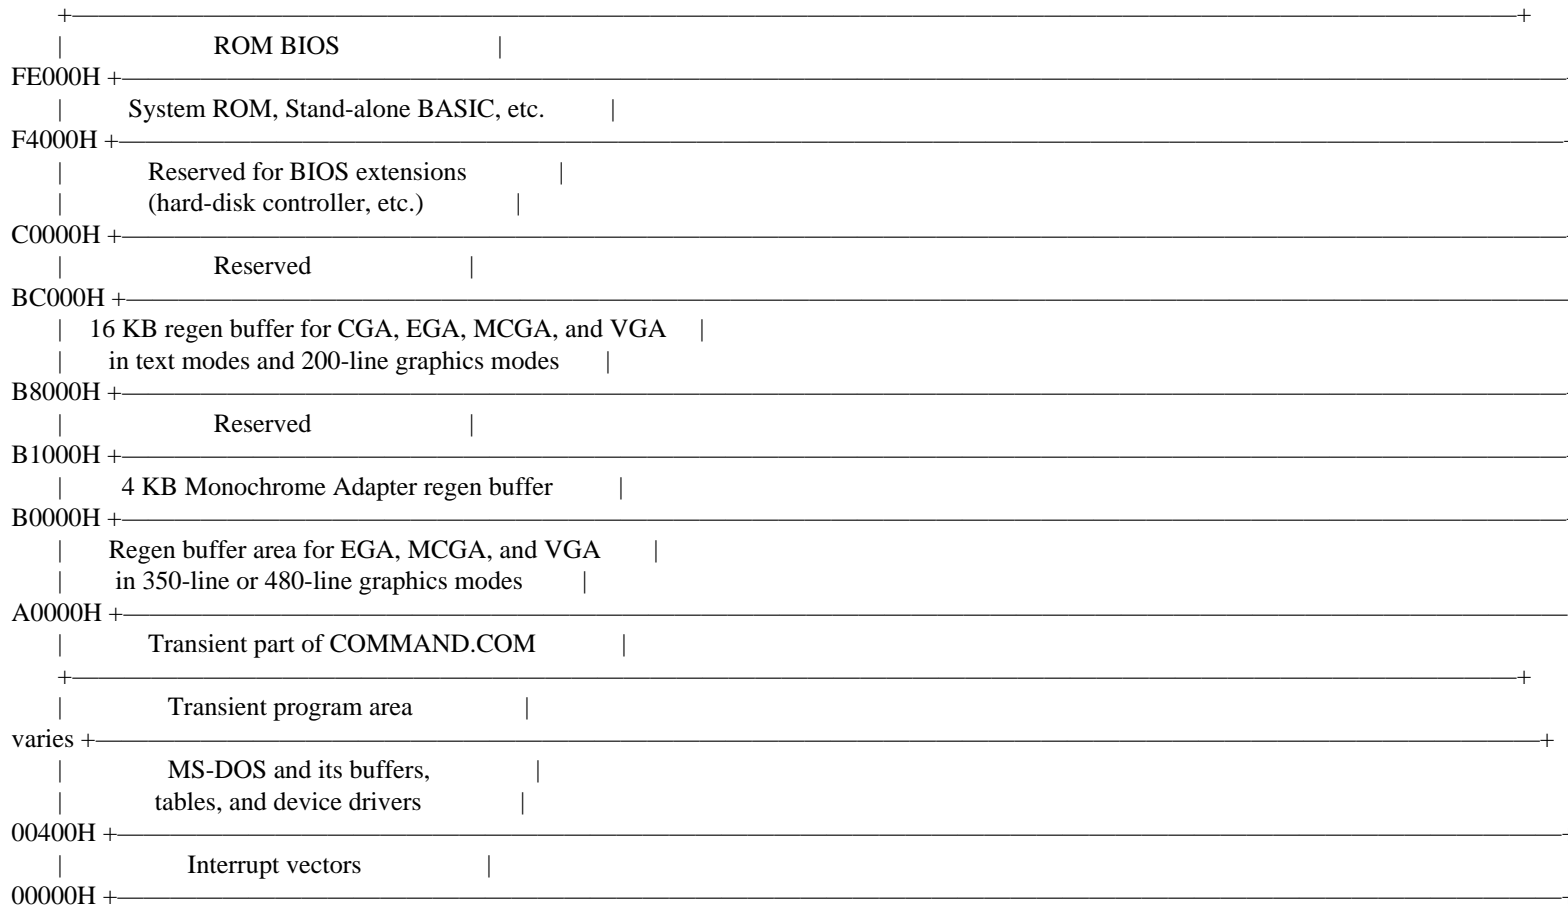 +————————————————————————————————————————————————————————+
| ROM BIOS |
FE000H +————————————————————————————————————————————————————————
| System ROM, Stand-alone BASIC, etc. |
F4000H +————————————————————————————————————————————————————————
| Reserved for BIOS extensions |
| (hard-disk controller, etc.) |
C0000H +————————————————————————————————————————————————————————
| Reserved |
BC000H +————————————————————————————————————————————————————————
| 16 KB regen buffer for CGA, EGA, MCGA, and VGA |
| in text modes and 200-line graphics modes |
B8000H +————————————————————————————————————————————————————————
| Reserved |
B1000H +————————————————————————————————————————————————————————
| 4 KB Monochrome Adapter regen buffer |
B0000H +————————————————————————————————————————————————————————
| Regen buffer area for EGA, MCGA, and VGA |
| in 350-line or 480-line graphics modes |
A0000H +————————————————————————————————————————————————————————
| Transient part of COMMAND.COM |
+————————————————————————————————————————————————————————+
| Transient program area |
varies +————————————————————————————————————————————————————————+
| MS-DOS and its buffers, |
| tables, and device drivers |
00400H +————————————————————————————————————————————————————————
| Interrupt vectors |
00000H +————————————————————————————————————————————————————————